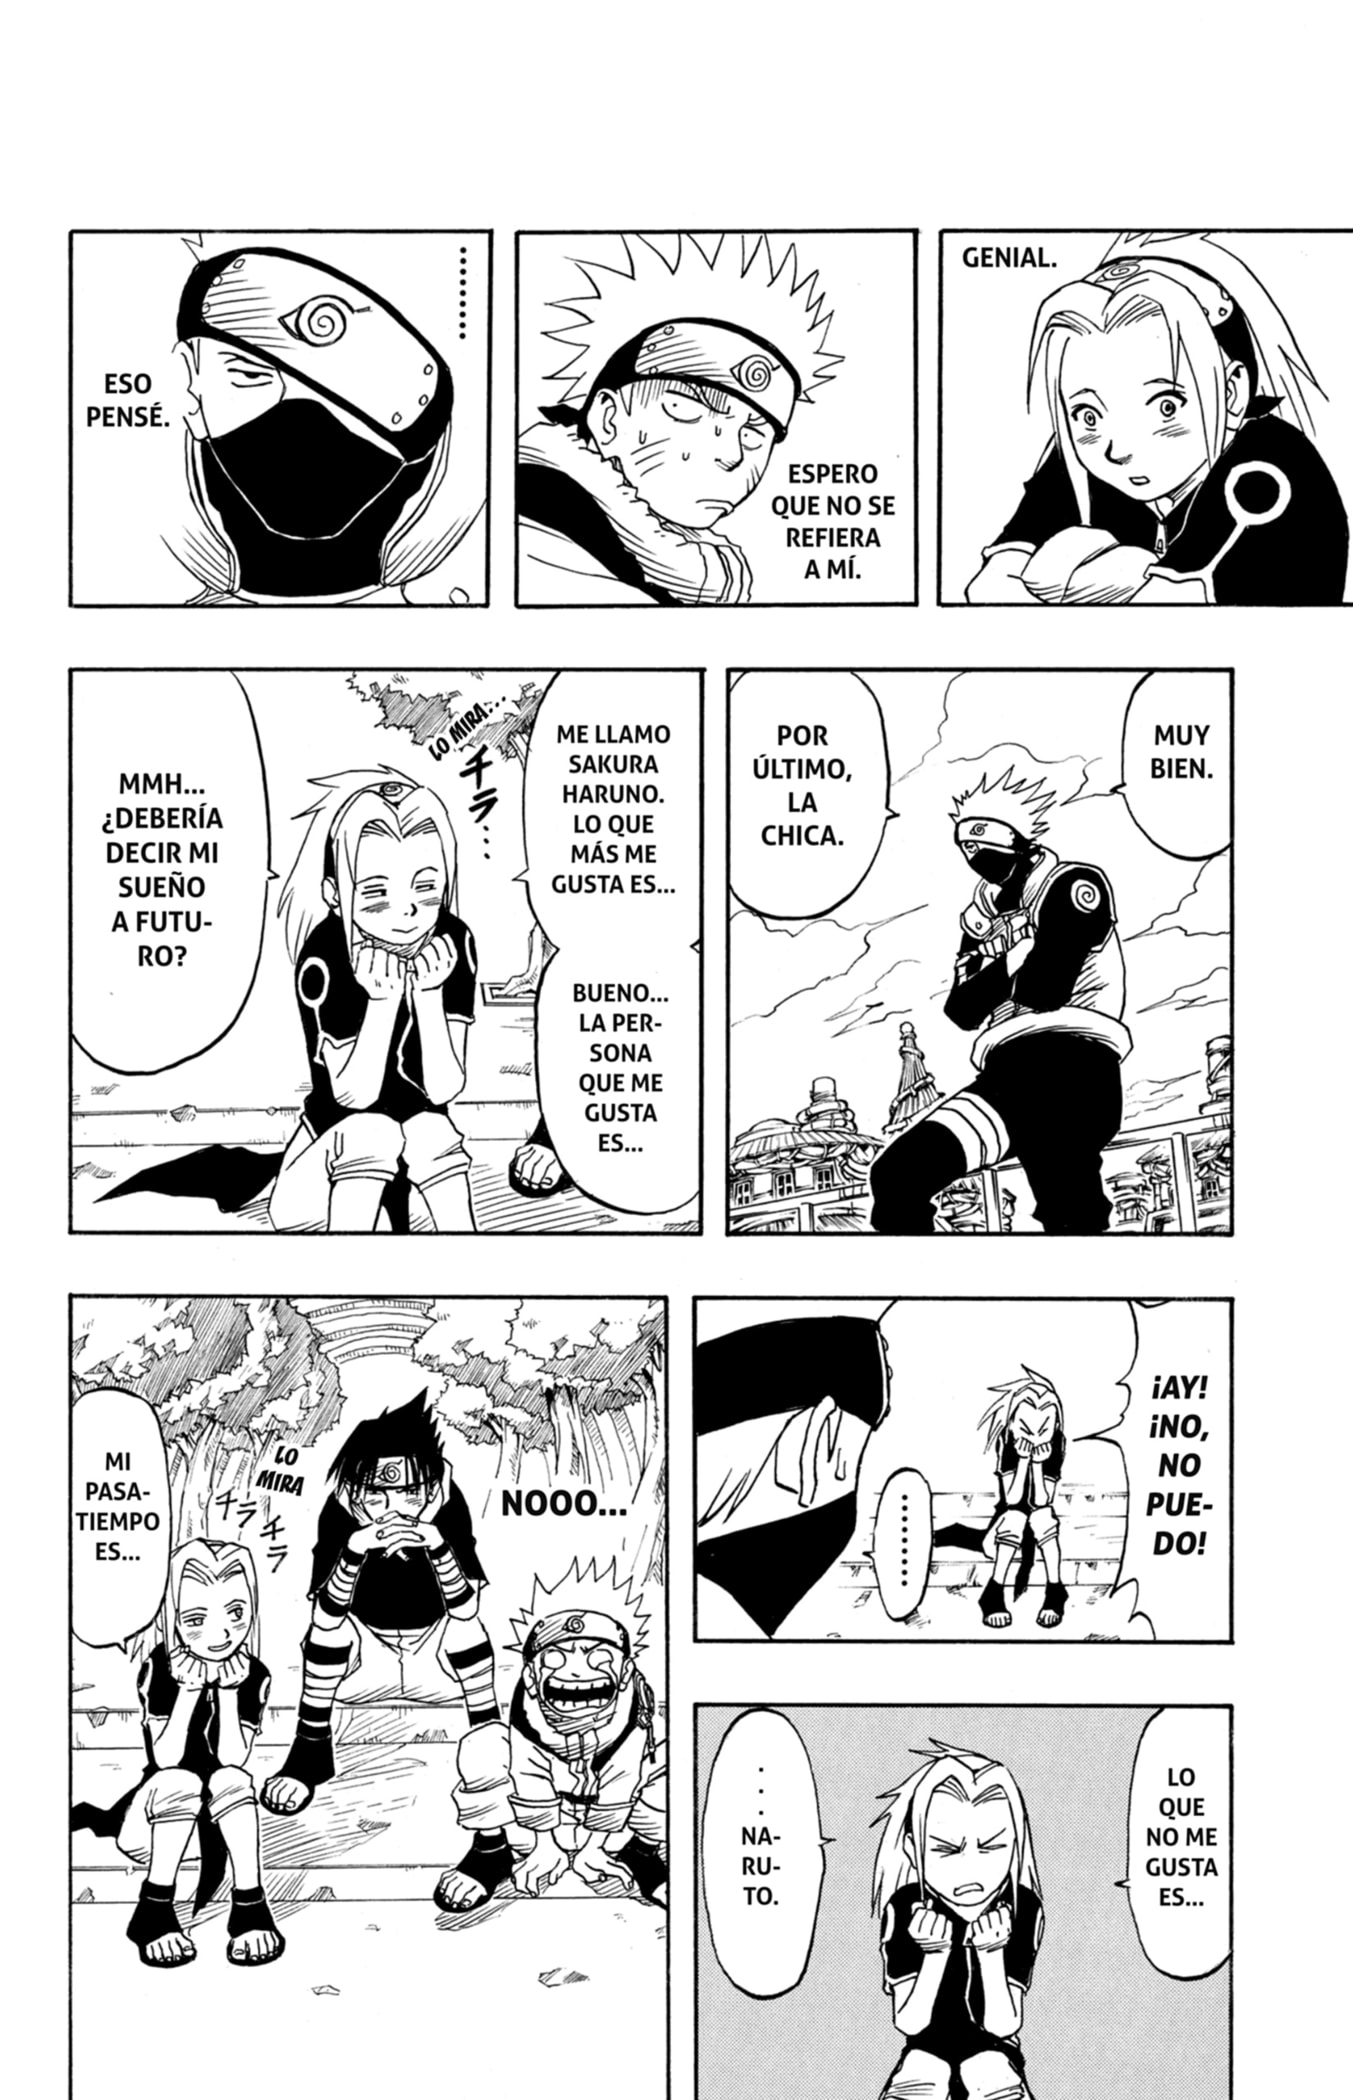 GENIAL.
ESPERO
QUE NO SE
REFIERA
A MÍ.
.........
ESO
PENSÉ.
MUY
BIEN.
POR
ÚLTIMO,
LA
CHICA.
ME LLAMO
SAKURA
HARUNO.
LO QUE
MÁS ME
GUSTA ES...
BUENO...
LA PER-
SONA
QUE ME
GUSTA
ES...
LO MIRA...
チラ...
MMH...
¿DEBERÍA
DECIR MI
SUEÑO
A FUTU-
RO?
¡AY!
¡NO,
NO
PUE-
DO!
.........
LO
QUE
NO ME
GUSTA
ES...
...
NA-
RU-
TO.
NOOO...
LO
MIRA
チラ
チラ
MI
PASA-
TIEMPO
ES...